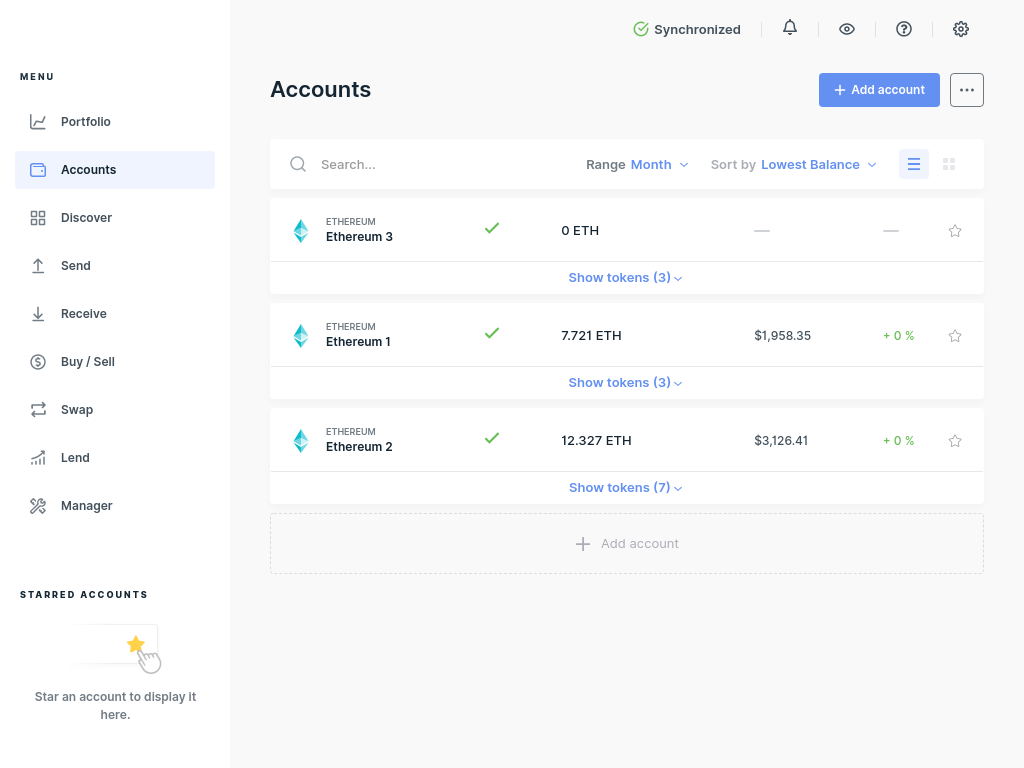 Synchronized
MENU
Portfolio
Accounts
Discover
Send
Receive
Buy / Sell
Swap
Lend
Manager
STARRED ACCOUNTS
Star an account to display it
here.
Accounts
Add account
Search...
Range Month
Sort by Lowest Balance
ETHEREUM
Ethereum 3
0 ETH
— —
Show tokens (3)
ETHEREUM
Ethereum 1
7.721 ETH
$1,958.35
+ 0 %
Show tokens (3)
ETHEREUM
Ethereum 2
12.327 ETH
$3,126.41
+ 0 %
Show tokens (7)
Add account